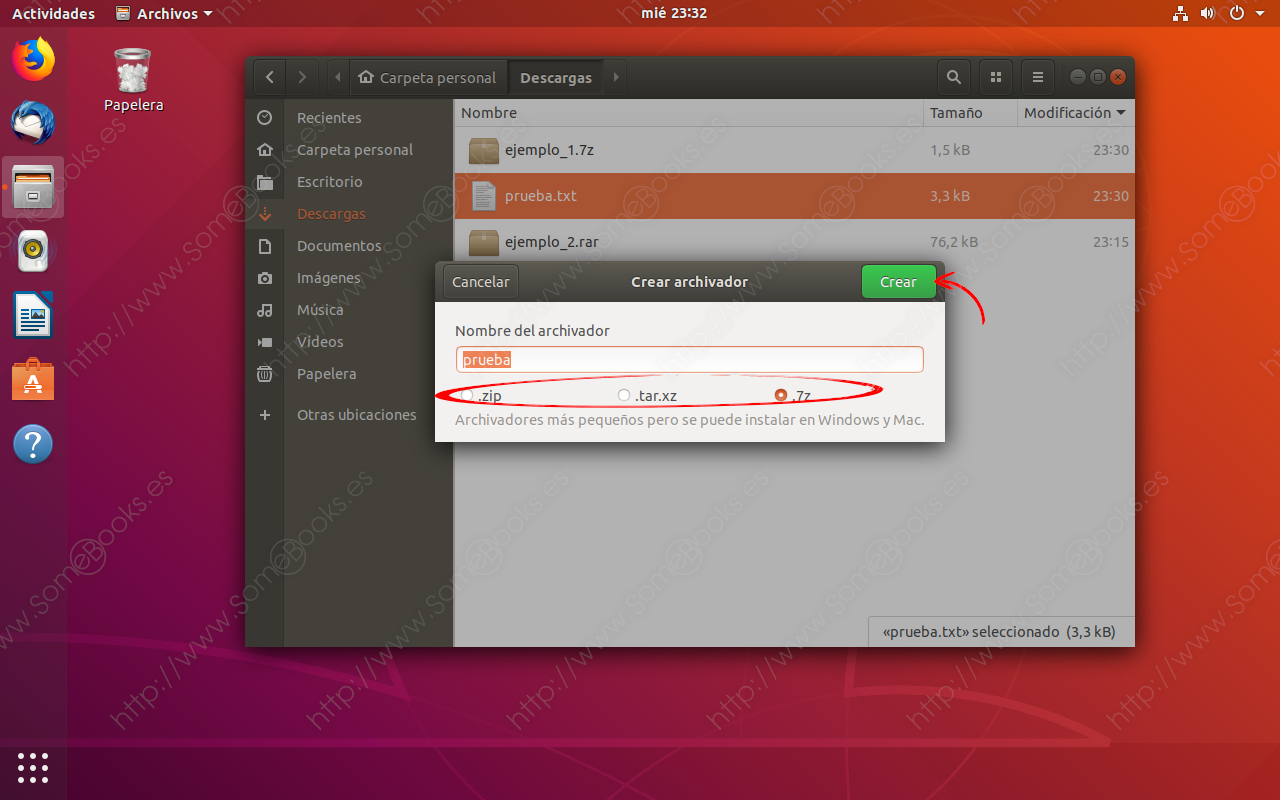 Actividades Archivos mié 23:32
Papelera
Carpeta personal Descargas
Recientes
Carpeta personal
Escritorio
Descargas
Documentos
Imágenes
Música
Vídeos
Papelera
Otras ubicaciones
Nombre Tamaño Modificación
ejemplo_1.7z 1,5 kB 23:30
prueba.txt 3,3 kB 23:30
ejemplo_2.rar 76,2 kB 23:15
Cancelar Crear archivador Crear
Nombre del archivador
prueba
.zip .tar.xz .7z
Archivadores más pequeños pero se puede instalar en Windows y Mac.
«prueba.txt» seleccionado (3,3 kB)
http://www.SomeBooks.es